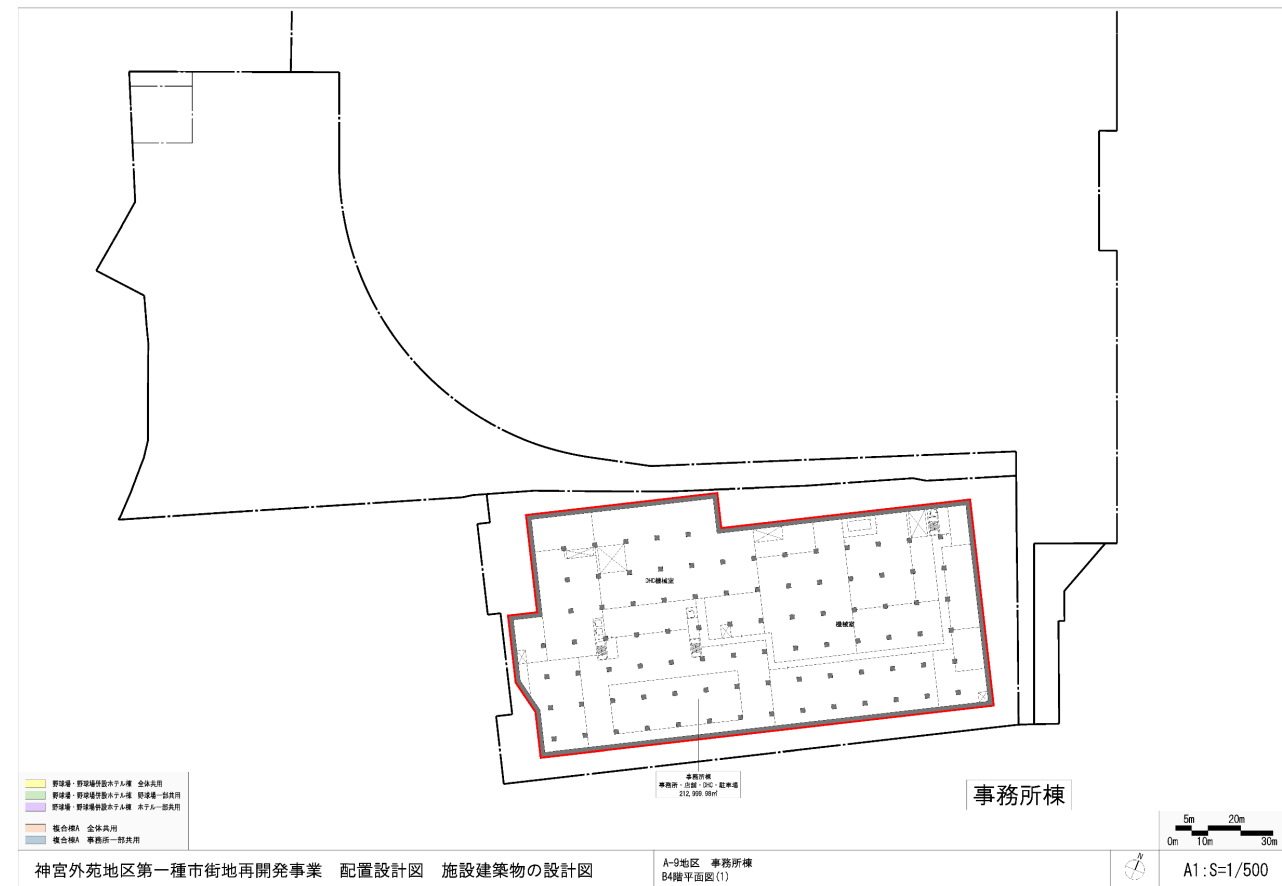 DHC機械室
機械室
事務所棟
事務所・店舗・DHC・駐車場
212,999.98㎡
事務所棟
野球場・野球場併設ホテル棟 全体共用
野球場・野球場併設ホテル棟 野球場一部共用
野球場・野球場併設ホテル棟 ホテル一部共用
複合棟A 全体共用
複合棟A 事務所一部共用
5m 20m
0m 10m 30m
神宮外苑地区第一種市街地再開発事業 配置設計図 施設建築物の設計図
A-9地区 事務所棟
B4階平面図(1)
N
A1:S=1/500